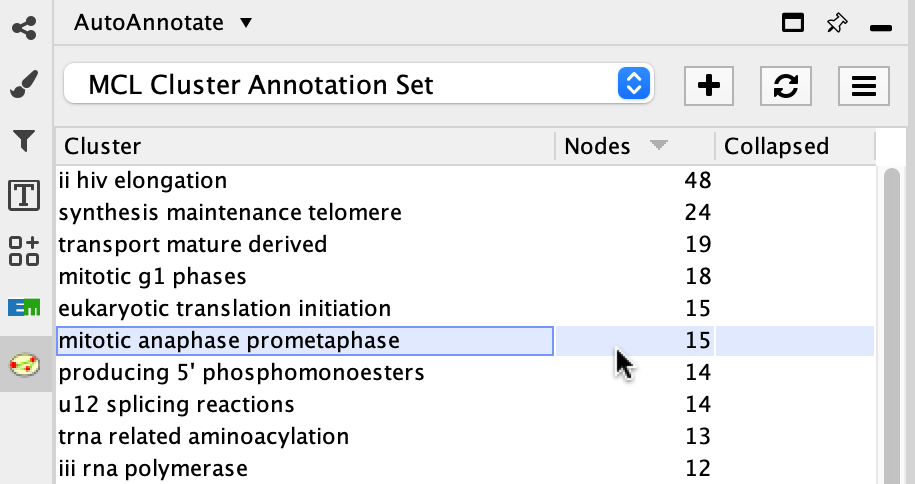 AutoAnnotate ▼
MCL Cluster Annotation Set
Cluster Nodes Collapsed
ii hiv elongation 48
synthesis maintenance telomere 24
transport mature derived 19
mitotic g1 phases 18
eukaryotic translation initiation 15
mitotic anaphase prometaphase 15
producing 5' phosphomonoesters 14
u12 splicing reactions 14
trna related aminoacylation 13
iii rna polymerase 12
T
Em